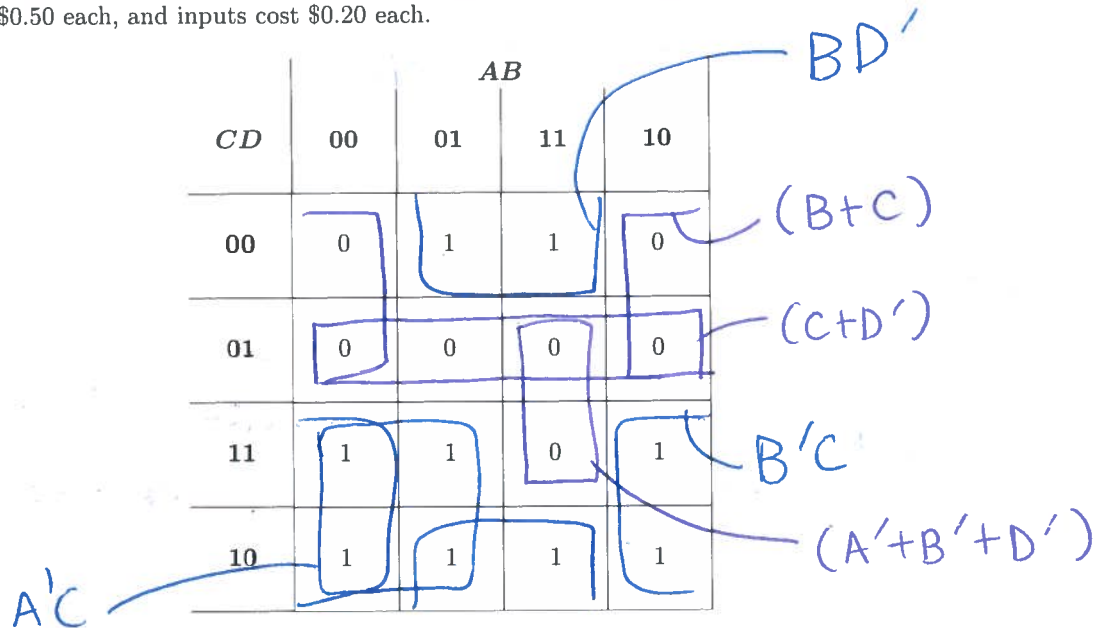 $0.50 each, and inputs cost $0.20 each.
BD'
AB
CD 00 01 11 10
(B+C)
00 0 1 1 0
(C+D')
01 0 0 0 0
11 1 1 0 1
B'C
(A'+B'+D')
10 1 1 1 1
A'C